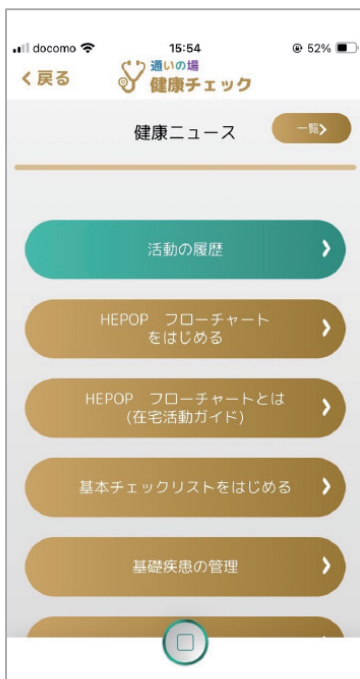 docomo 15:54 52%
通いの場
戻る 健康チェック
健康ニュース 一覧
活動の履歴
HEPOP フローチャート
をはじめる
HEPOP フローチャートとは
(在宅活動ガイド)
基本チェックリストをはじめる
基礎疾患の管理